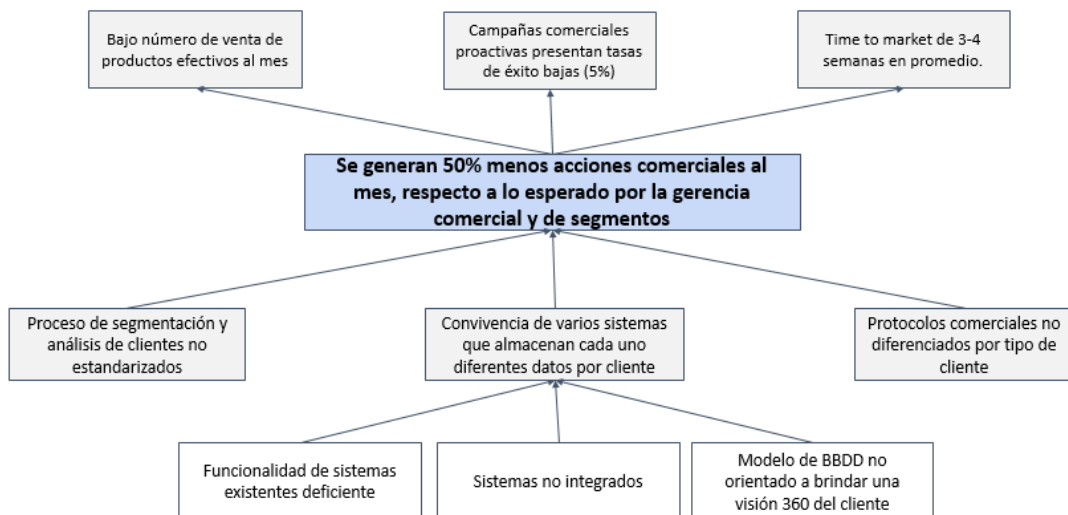 Bajo número de venta de
productos efectivos al mes
Campañas comerciales
proactivas presentan tasas
de éxito bajas (5%)
Time to market de 3-4
semanas en promedio.
Se generan 50% menos acciones comerciales al
mes, respecto a lo esperado por la gerencia
comercial y de segmentos
Proceso de segmentación y
análisis de clientes no
estandarizados
Convivencia de varios sistemas
que almacenan cada uno
diferentes datos por cliente
Protocolos comerciales no
diferenciados por tipo de
cliente
Funcionalidad de sistemas
existentes deficiente
Sistemas no integrados
Modelo de BBDD no
orientado a brindar una
visión 360 del cliente